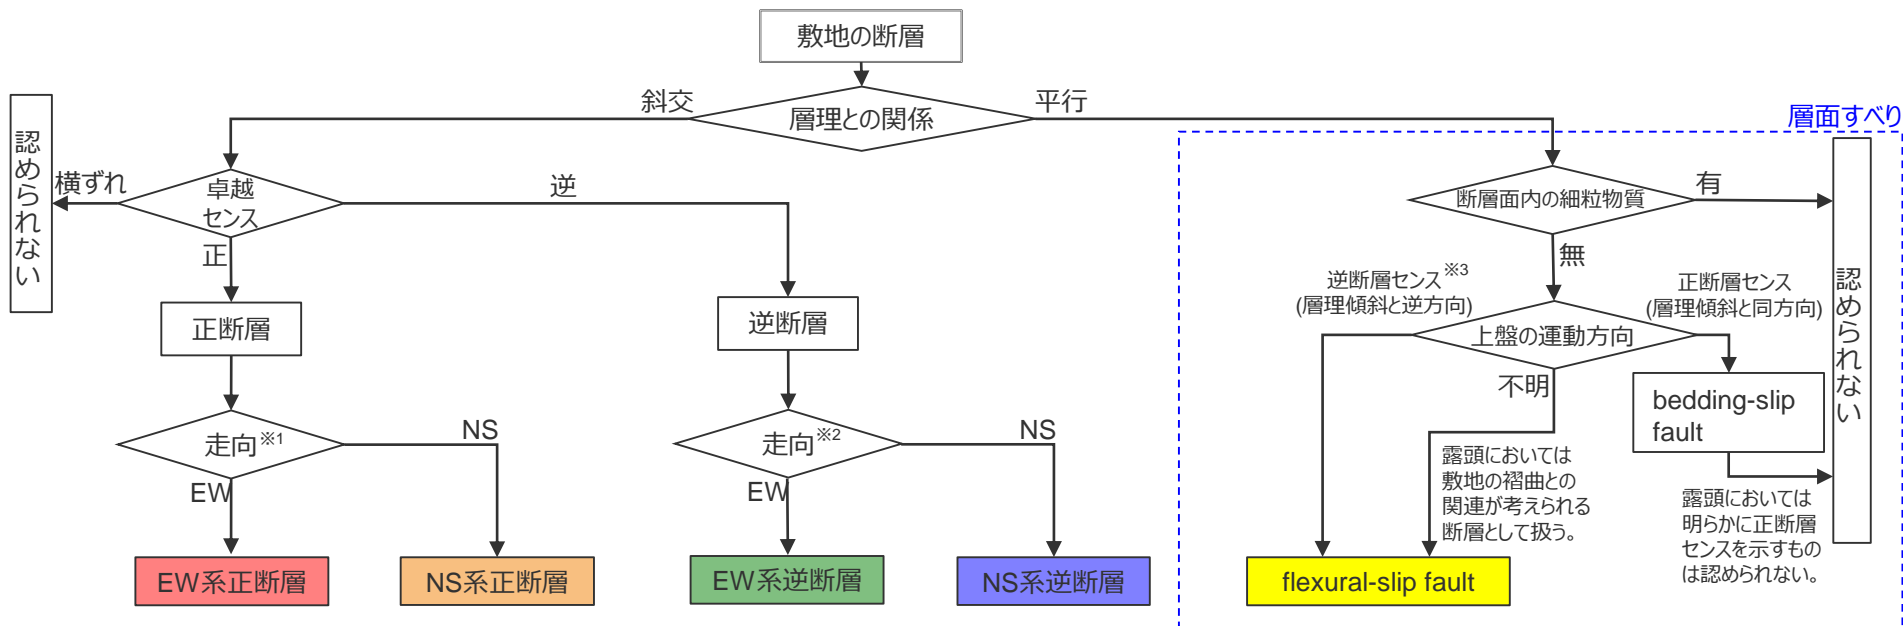 敷地の断層
層理との関係
斜交
平行
層面すべり
認められない
横ずれ
卓越
センス
逆
正
正断層
逆断層
走向※1
NS
EW
走向※2
NS
EW
EW系正断層
NS系正断層
EW系逆断層
NS系逆断層
断層面内の細粒物質
有
無
認められない
逆断層センス※3
(層理傾斜と逆方向)
正断層センス
(層理傾斜と同方向)
上盤の運動方向
不明
bedding-slip
fault
露頭においては
敷地の褶曲との
関連が考えられる
断層として扱う。
露頭においては
明らかに正断層
センスを示すもの
は認められない。
flexural-slip fault